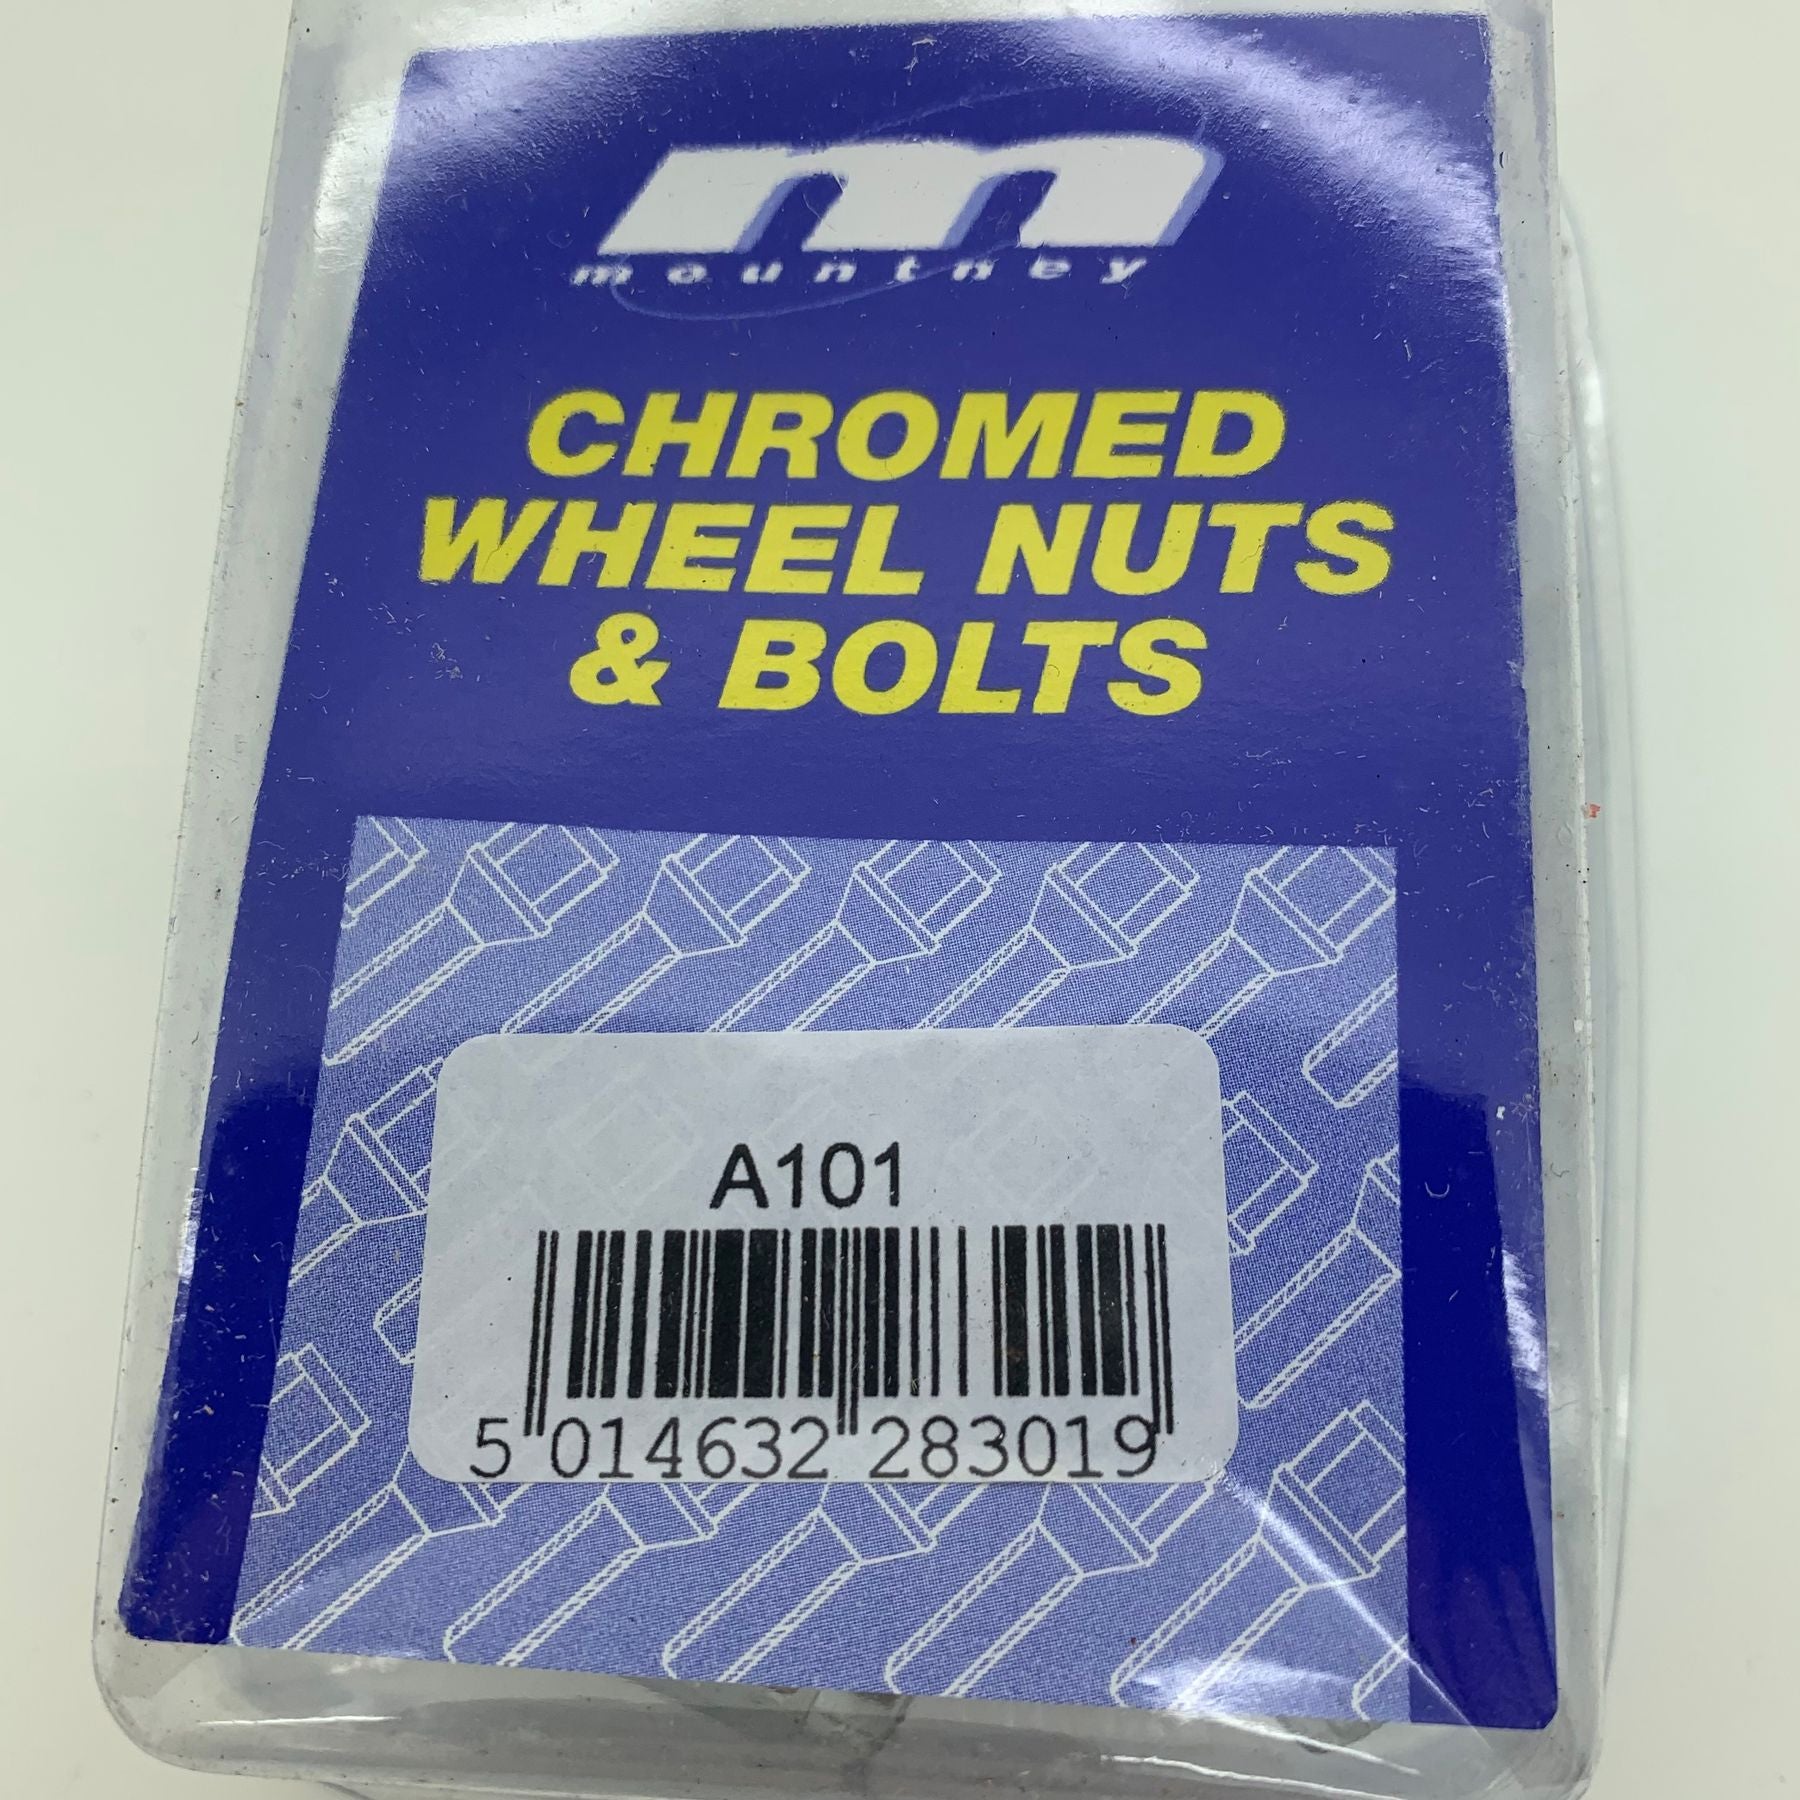 m
mountney
CHROMED
WHEEL NUTS
& BOLTS
A101
5 014632 283019